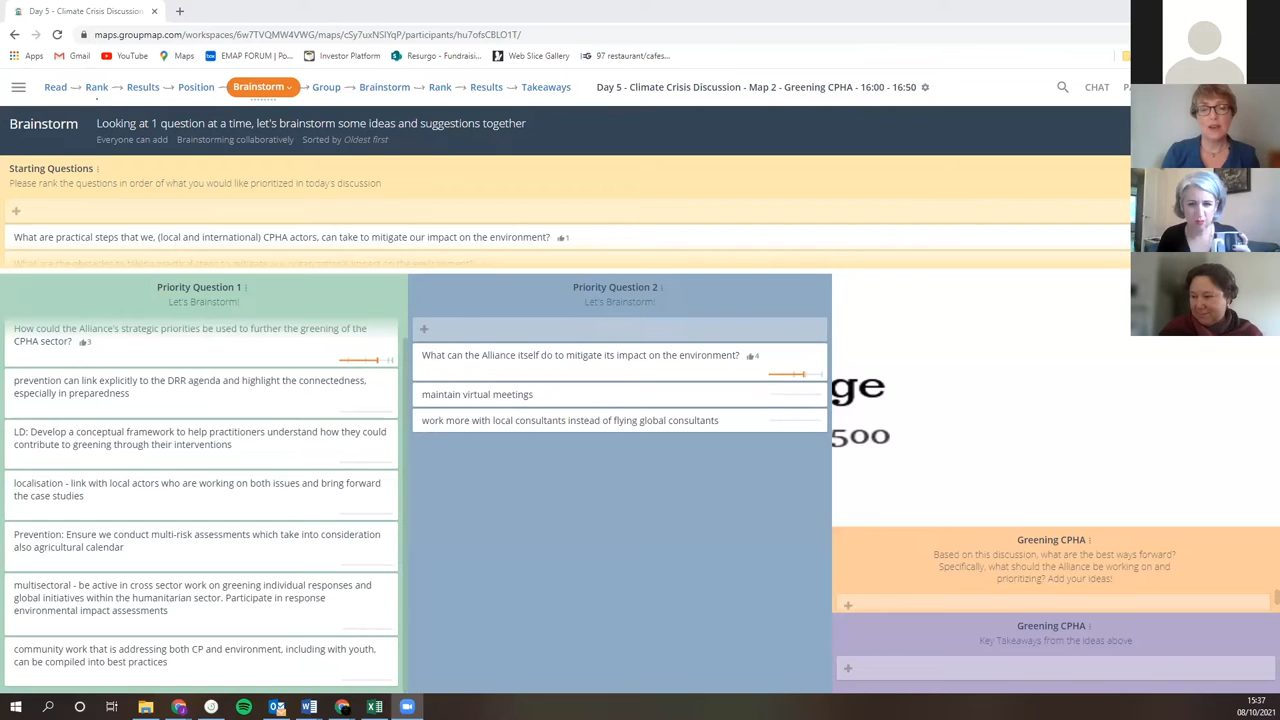 Day 5 - Climate Crisis Discussion
maps.groupmap.com/workspaces/6w7TVQMW4VWG/maps/cSy7uxNSIYqP/participants/hu7ofsCBLO1T/
Apps Gmail YouTube Maps EMAP FORUM | Po... Investor Platform Resurgo - Fundraisi... Web Slice Gallery 97 restaurant/cafes...
Read Rank Results Position Brainstorm Group Brainstorm Rank Results Takeaways Day 5 - Climate Crisis Discussion - Map 2 - Greening CPHA - 16:00 - 16:50 CHAT
Brainstorm Looking at 1 question at a time, let's brainstorm some ideas and suggestions together
Everyone can add Brainstorming collaboratively Sorted by Oldest first
Starting Questions
Please rank the questions in order of what you would like prioritized in today's discussion
What are practical steps that we, (local and international) CPHA actors, can take to mitigate our impact on the environment? 1
Priority Question 1
Let's Brainstorm!
How could the Alliance's strategic priorities be used to further the greening of the
CPHA sector? 3
prevention can link explicitly to the DRR agenda and highlight the connectedness,
especially in preparedness
LD: Develop a conceptual framework to help practitioners understand how they could
contribute to greening through their interventions
localisation - link with local actors who are working on both issues and bring forward
the case studies
Prevention: Ensure we conduct multi-risk assessments which take into consideration
also agricultural calendar
multisectoral - be active in cross sector work on greening individual responses and
global initiatives within the humanitarian sector. Participate in response
environmental impact assessments
community work that is addressing both CP and environment, including with youth,
can be compiled into best practices
Priority Question 2
Let's Brainstorm!
What can the Alliance itself do to mitigate its impact on the environment? 4
maintain virtual meetings
work more with local consultants instead of flying global consultants
ge
500
Greening CPHA
Based on this discussion, what are the best ways forward?
Specifically, what should the Alliance be working on and
prioritizing? Add your ideas!
Greening CPHA
Key Takeaways from the ideas above
15:37
08/10/2021